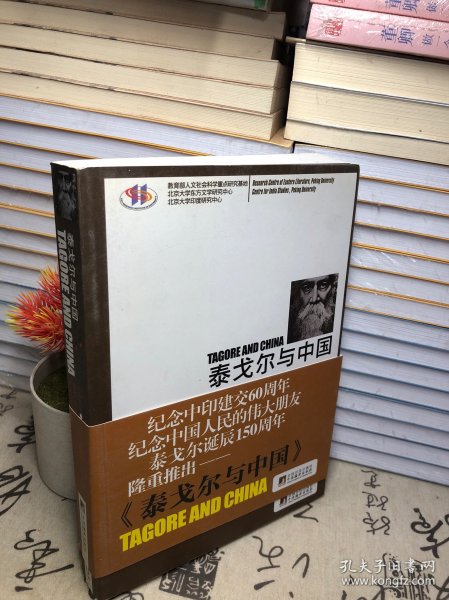 教育部人文社会科学重点研究基地
北京大学东方文学研究中心
北京大学印度研究中心
Research Centre of Eastern Literature, Peking University
Centre for India Studies, Peking University
TAGORE AND CHINA
泰戈尔与中国
纪念中印建交60周年
纪念中国人民的伟大朋友
泰戈尔诞辰150周年
隆重推出——
《泰戈尔与中国》
TAGORE AND CHINA
泰戈尔与中国
TAGORE AND CHINA
董卿
董卿
孔夫子旧书网
www.kongfz.com